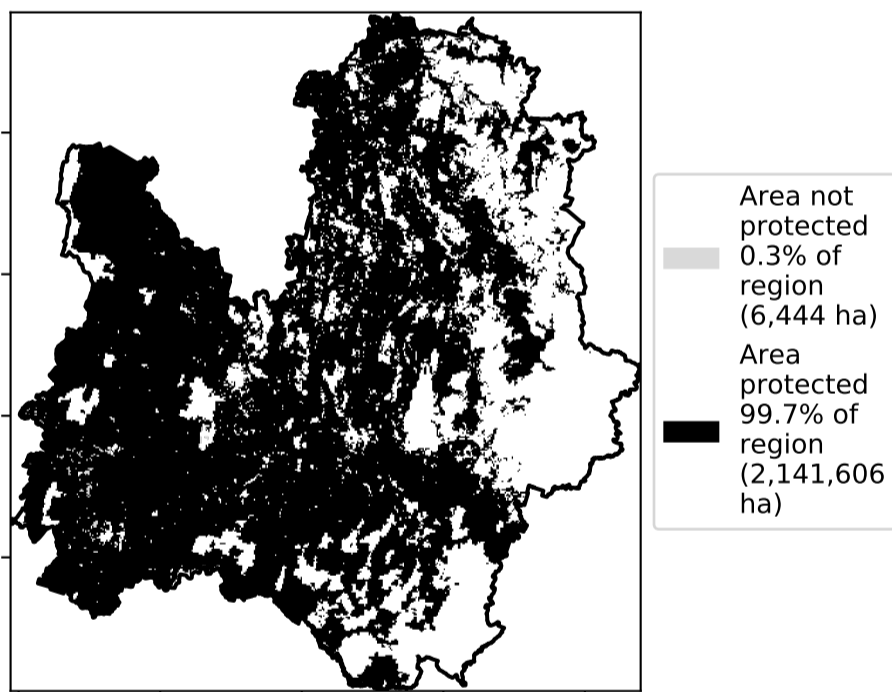 Area not
protected
0.3% of
region
(6,444 ha)
Area
protected
99.7% of
region
(2,141,606
ha)